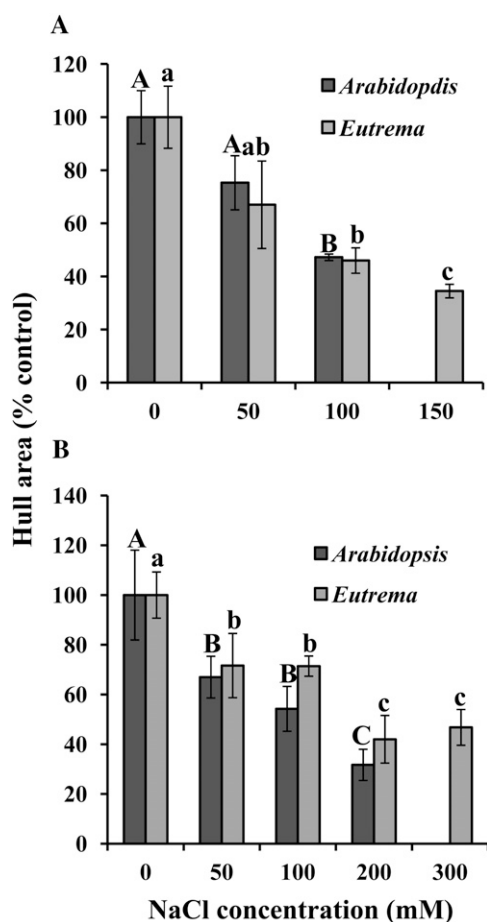 A
120
100
80
60
40
20
0
A
a
A
ab
B
b
c
Arabidopdis
Eutrema
0 50 100 150
Hull area (% control)
B
140
120
100
80
60
40
20
0
A
a
B
b
B
b
C
c
c
Arabidopsis
Eutrema
0 50 100 200 300
NaCl concentration (mM)